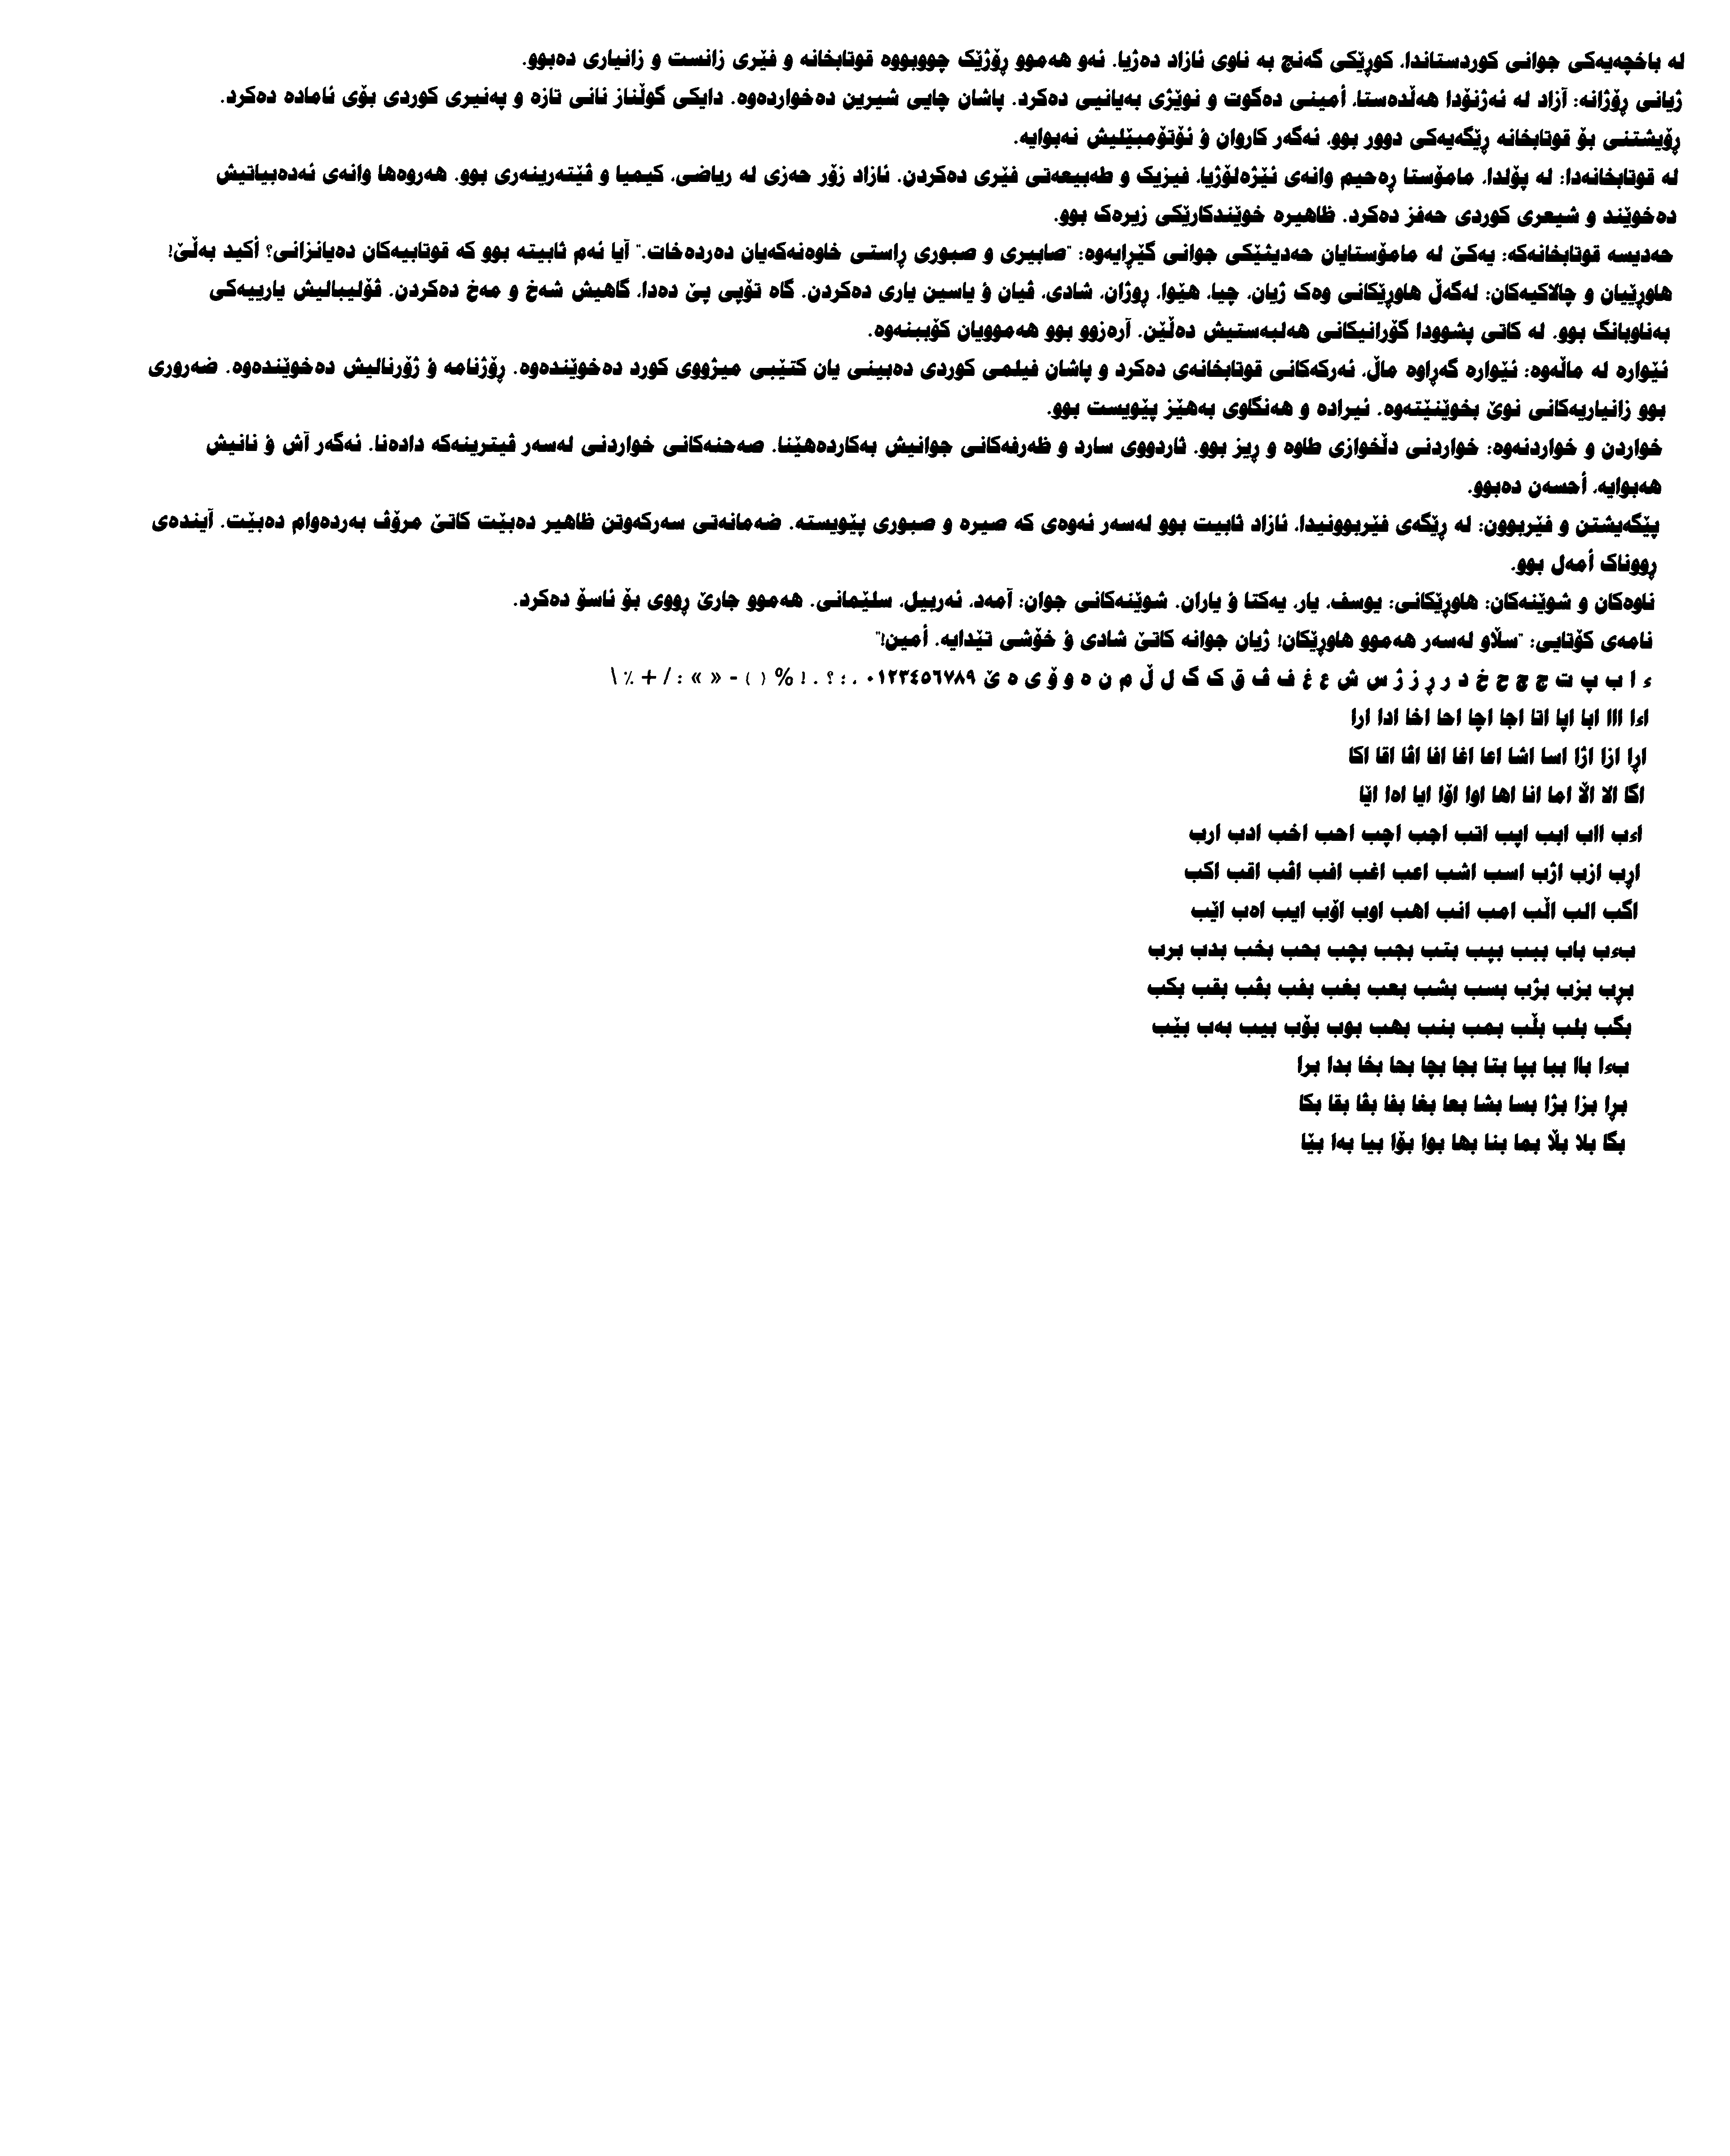 لە باخچەیەکی جوانی کوردستاندا، کوڕێکی گەنج بە ناوی ئازاد دەژیا. ئەو هەموو ڕۆژێک چووبووە قوتابخانە و فێری زانست و زانیاری دەبوو.
ژیانی ڕۆژانە: آزاد لە ئەژنۆدا هەڵدەستا، أمینی دەگوت و نوێژی بەیانیی دەکرد. پاشان چایی شیرین دەخواردەوە. دایکی گوڵناز نانی تازە و پەنیری کوردی بۆی ئامادە دەکرد.
ڕۆیشتنی بۆ قوتابخانە ڕێگەیەکی دوور بوو، ئەگەر کاروان ؤ ئۆتۆمبێلیش نەبوایە.
لە قوتابخانەدا: لە پۆلدا، مامۆستا ڕەحیم وانەی ئێژەلۆژیا، فیزیک و طەبیعەتی فێری دەکردن. ئازاد زۆر حەزی لە ریاضی، کیمیا و ڤێتەرینەری بوو. هەروەها وانەی ئەدەبیاتیش
دەخوێند و شیعری کوردی حەفز دەکرد. ظاهیرە خوێندکارێکی زیرەک بوو.
حەدیسە قوتابخانەکە: یەکێ لە مامۆستایان حەدیثێکی جوانی گێڕایەوە: "صابیری و صبوری ڕاستی خاوەنەکەیان دەردەخات." آیا ئەم ثابیتە بوو کە قوتابیەکان دەیانزانی؟ أکید بەڵێ!
هاوڕێیان و چالاکیەکان: لەگەڵ هاوڕێکانی وەک ژیان، چیا، هێوا، ڕوژان، شادی، ڤیان ؤ یاسین یاری دەکردن. گاە تۆپی پێ دەدا، گاهیش شەخ و مەخ دەکردن. ڤۆلیبالیش یارییەکی
بەناوبانگ بوو. لە کاتی پشوودا گۆرانیکانی هەلبەستیش دەڵێن. آرەزوو بوو هەموویان کۆببنەوە.
ئێوارە لە ماڵەوە: ئێوارە گەڕاوە ماڵ، ئەرکەکانی قوتابخانەی دەکرد و پاشان فیلمی کوردی دەبینی یان کتێبی میژووی کورد دەخوێندەوە. ڕۆژنامە ؤ ژۆرنالیش دەخوێندەوە. ضەروری
بوو زانیاریەکانی نوێ بخوێنێتەوە. ئیرادە و هەنگاوی بەهێز پێویست بوو.
خواردن و خواردنەوە: خواردنی دڵخوازی طاوە و ڕیز بوو. ثاردووی سارد و ظەرفەکانی جوانیش بەکاردەهێنا. صەحنەکانی خواردنی لەسەر ڤیترینەکە دادەنا. ئەگەر آش ؤ نانیش
هەبوایە، أحسەن دەبوو.
پێگەیشتن و فێربوون: لە ڕێگەی فێربوونیدا، ئازاد ثابیت بوو لەسەر ئەوەی کە صیرە و صبوری پێویستە. ضەمانەتی سەرکەوتن ظاهیر دەبێت کاتێ مرۆڤ بەردەوام دەبێت. آیندەی
ڕووناک أمەل بوو.
ناوەکان و شوێنەکان: هاوڕێکانی: یوسف، یار، یەکتا ؤ یاران. شوێنەکانی جوان: آمەد، ئەربیل، سلێمانی. هەموو جارێ ڕووی بۆ ئاسۆ دەکرد.
نامەی کۆتایی: "سڵاو لەسەر هەموو هاوڕێکان! ژیان جوانە کاتێ شادی ؤ خۆشی تێدایە. أمین!"
ء ا ب پ ت ج چ ح خ د ر ڕ ز ژ س ش ع غ ف ڤ ق ک گ ل ڵ م ن ه و ۆ ی ە ێ ٠١٢٣٤٥٦٧٨٩ ،؛ ؟ . ! % ( ) - « » : / + ٪ \
اءا ااا ابا اپا اتا اجا اچا احا اخا ادا ارا
اڕا ازا اژا اسا اشا اعا اغا افا اڤا اقا اکا
اگا الا اڵا اما انا اها اوا اۆا ایا اەا اێا
اءب ااب ابب اپب اتب اجب اچب احب اخب ادب ارب
اڕب ازب اژب اسب اشب اعب اغب افب اڤب اقب اکب
اگب الب اڵب امب انب اهب اوب اۆب ایب اەب اێب
بءب باب ببب بپب بتب بجب بچب بحب بخب بدب برب
بڕب بزب بژب بسب بشب بعب بغب بفب بڤب بقب بکب
بگب بلب بڵب بمب بنب بهب بوب بۆب بیب بەب بێب
بءا باا ببا بپا بتا بجا بچا بحا بخا بدا برا
بڕا بزا بژا بسا بشا بعا بغا بفا بڤا بقا بکا
بگا بلا بڵا بما بنا بها بوا بۆا بیا بەا بێا